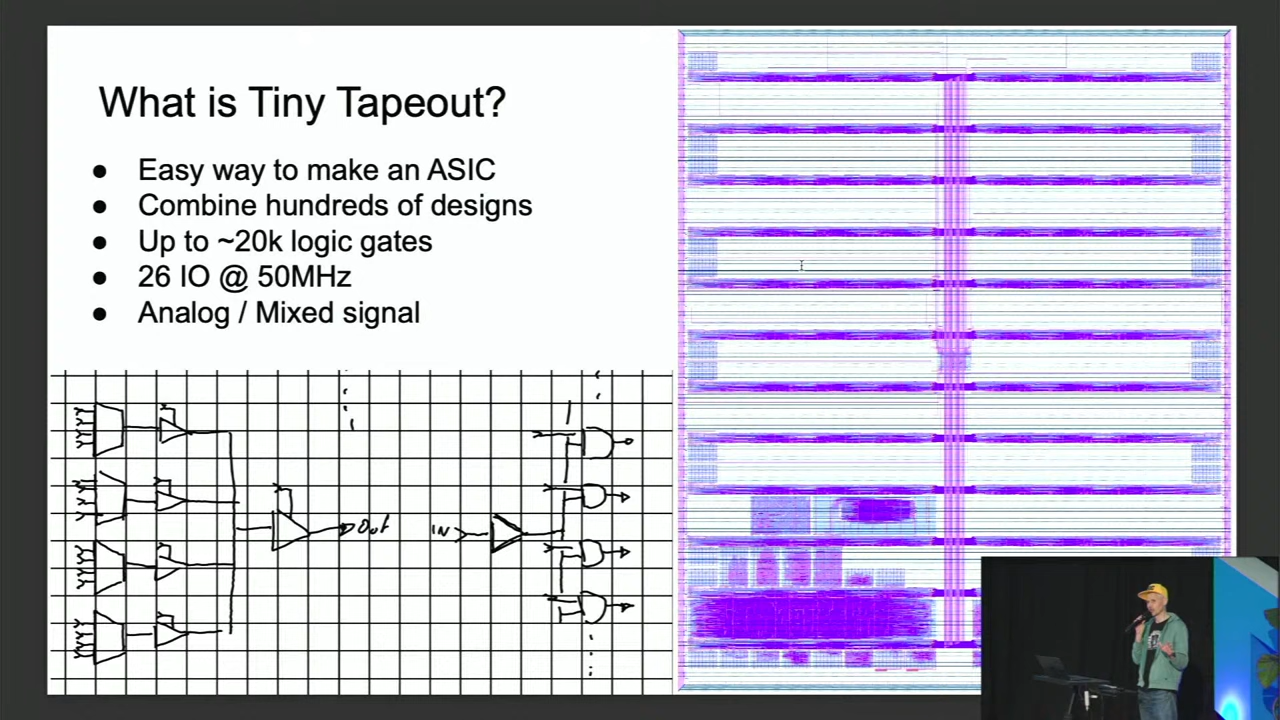 What is Tiny Tapeout?
● Easy way to make an ASIC
● Combine hundreds of designs
● Up to ~20k logic gates
● 26 IO @ 50MHz
● Analog / Mixed signal
Out
IN